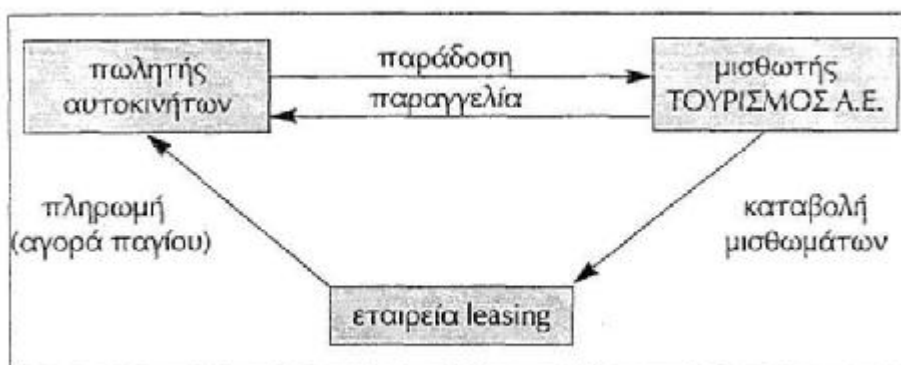 πωλητής
αυτοκινήτων
παράδοση
παραγγελία
μισθωτής
ΤΟΥΡΙΣΜΟΣ Α.Ε.
πληρωμή
(αγορά παγίου)
καταβολή
μισθωμάτων
εταιρεία leasing